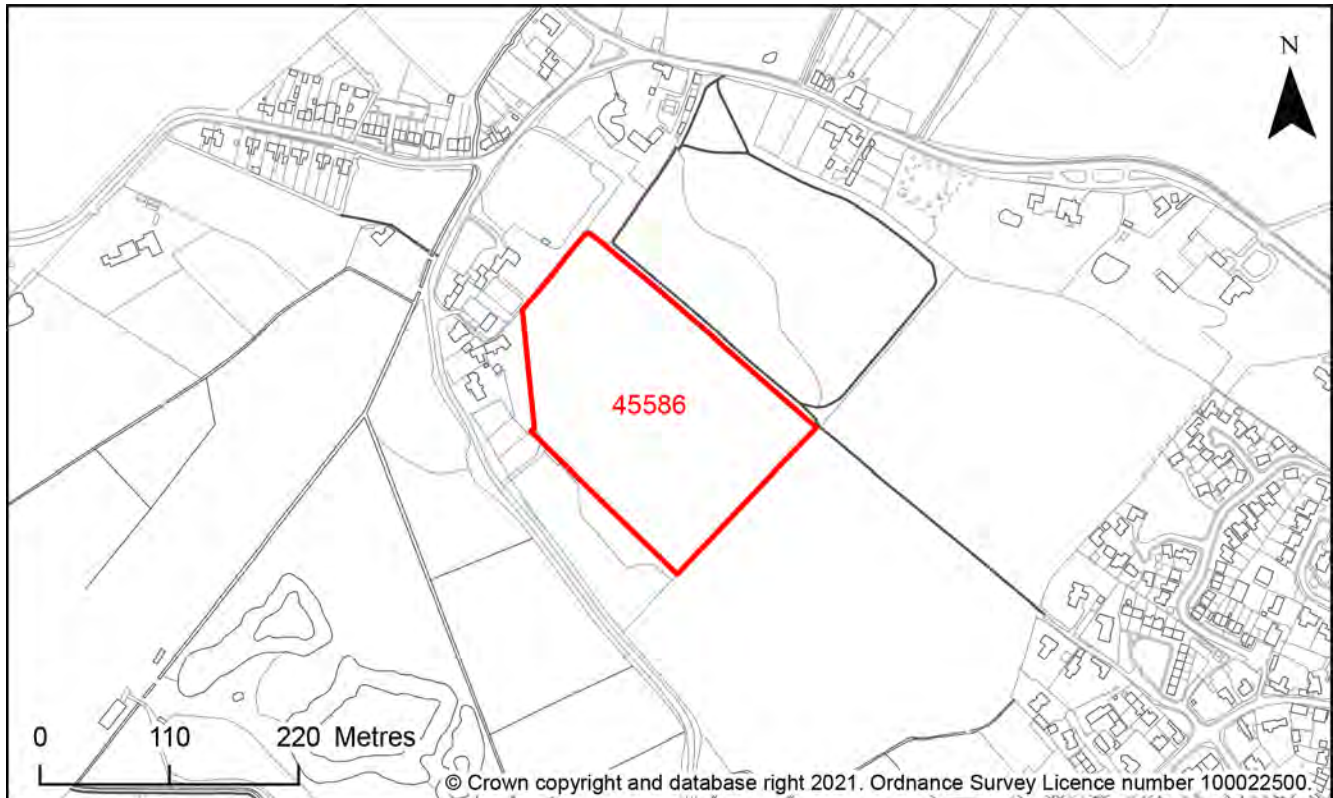 N
45586
0 110 220 Metres
© Crown copyright and database right 2021. Ordnance Survey Licence number 100022500.